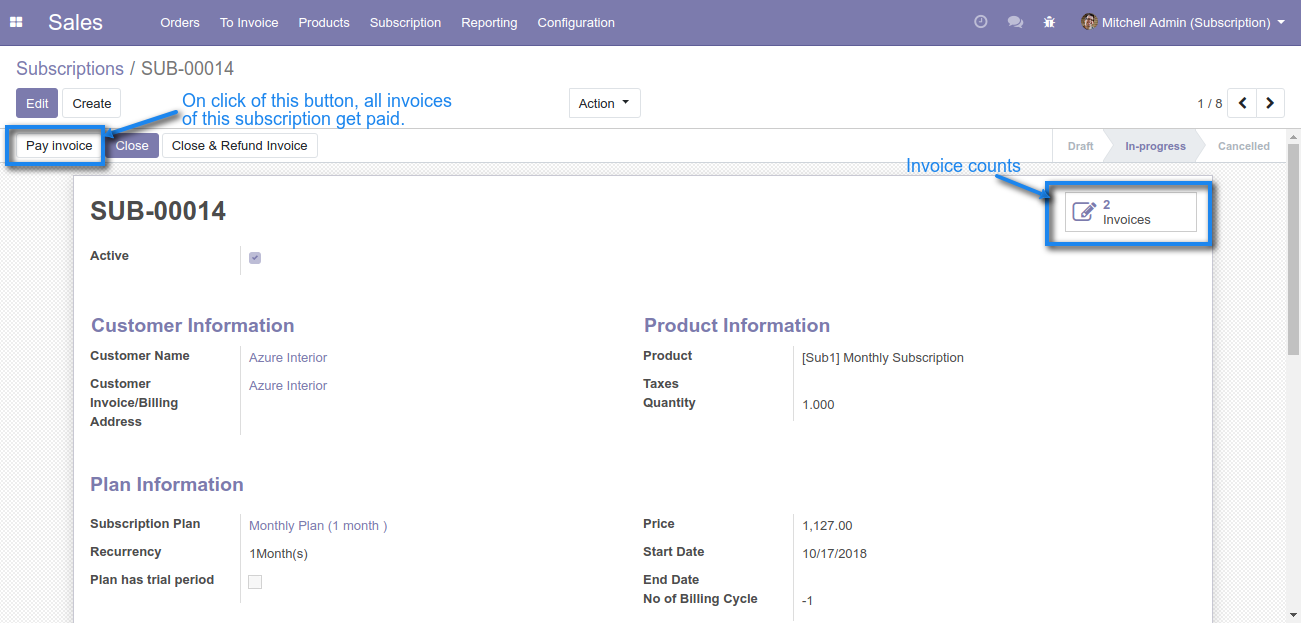 Sales Orders To Invoice Products Subscription Reporting Configuration Mitchell Admin (Subscription)
Subscriptions / SUB-00014
Edit Create Action 1 / 8
On click of this button, all invoices
of this subscription get paid.
Pay invoice Close Close & Refund Invoice Draft In-progress Cancelled
Invoice counts
SUB-00014
2
Invoices
Active
Customer Information
Customer Name Azure Interior
Customer Azure Interior
Invoice/Billing
Address
Product Information
Product [Sub1] Monthly Subscription
Taxes
Quantity 1.000
Plan Information
Subscription Plan Monthly Plan (1 month )
Recurrency 1Month(s)
Plan has trial period
Price 1,127.00
Start Date 10/17/2018
End Date
No of Billing Cycle -1